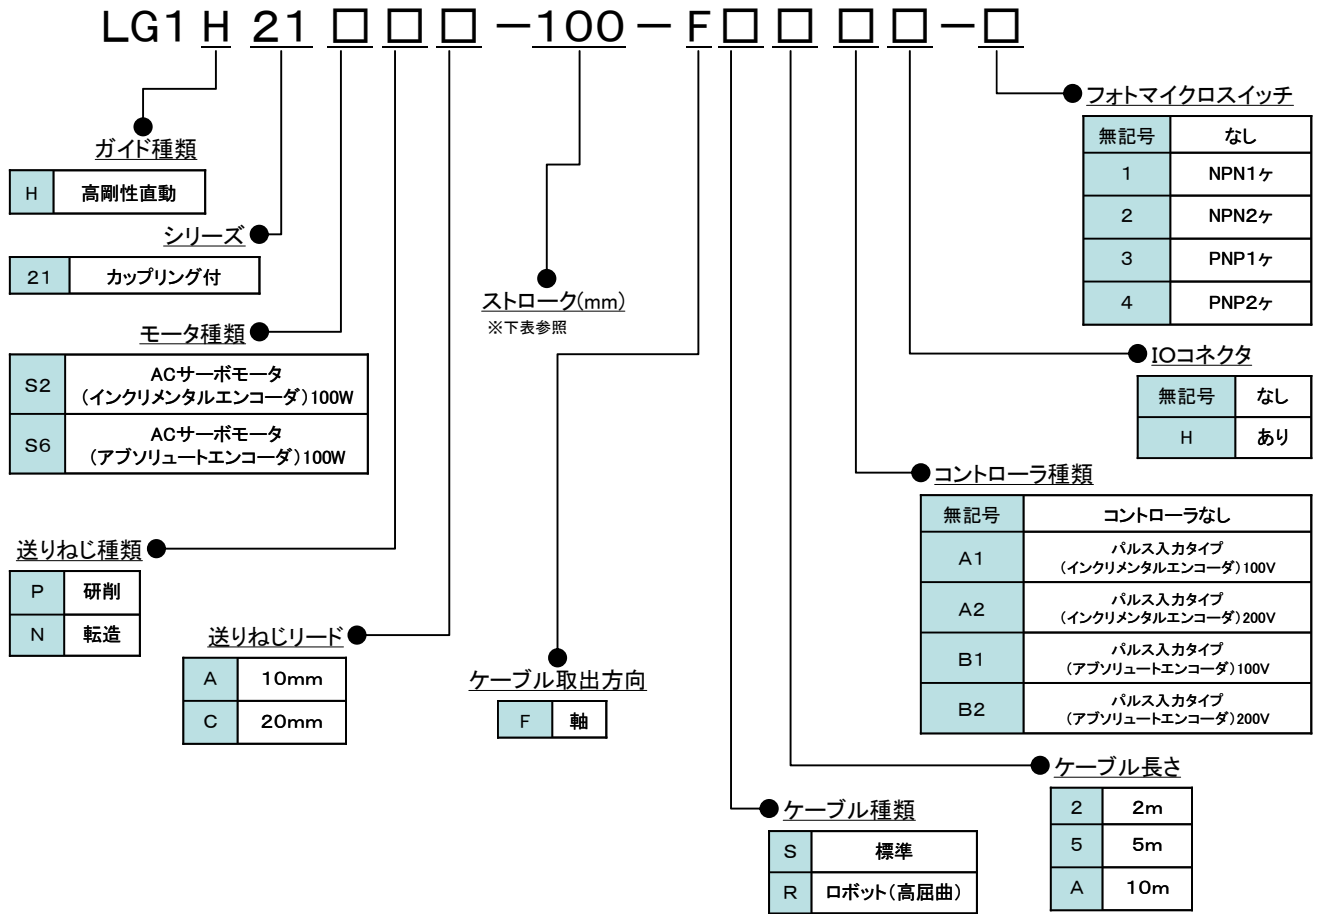 LG1 H 21 □ □ □ -100- F □ □ □ □ - □
ガイド種類
H 高剛性直動
シリーズ
21 カップリング付
モータ種類
S2 ACサーボモータ
(インクリメンタルエンコーダ)100W
S6 ACサーボモータ
(アブソリュートエンコーダ)100W
送りねじ種類
P 研削
N 転造
送りねじリード
A 10mm
C 20mm
ストローク(mm)
※下表参照
ケーブル取出方向
F 軸
ケーブル種類
S 標準
R ロボット(高屈曲)
ケーブル長さ
2 2m
5 5m
A 10m
コントローラ種類
無記号 コントローラなし
A1 パルス入力タイプ
(インクリメンタルエンコーダ)100V
A2 パルス入力タイプ
(インクリメンタルエンコーダ)200V
B1 パルス入力タイプ
(アブソリュートエンコーダ)100V
B2 パルス入力タイプ
(アブソリュートエンコーダ)200V
IOコネクタ
無記号 なし
H あり
フォトマイクロスイッチ
無記号 なし
1 NPN1ヶ
2 NPN2ヶ
3 PNP1ヶ
4 PNP2ヶ